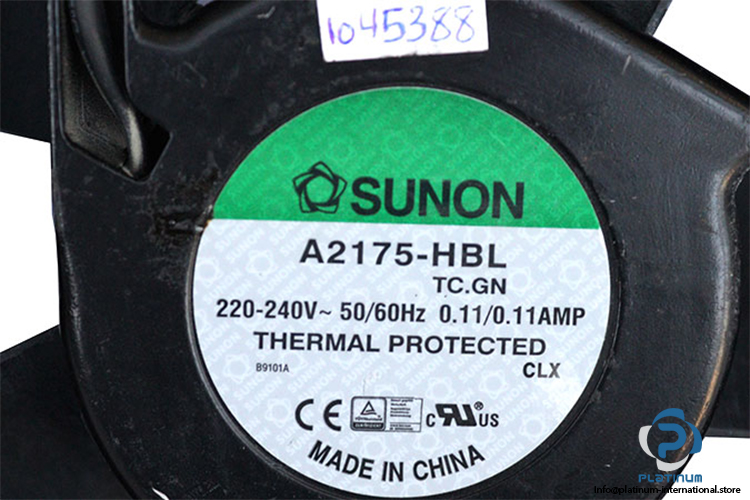 1045388
SUNON
A2175-HBL
TC.GN
220-240V~ 50/60Hz 0.11/0.11AMP
THERMAL PROTECTED
B9101A
CLX
CE
c RU US
MADE IN CHINA
PLATINUM
info@platinum-international.store